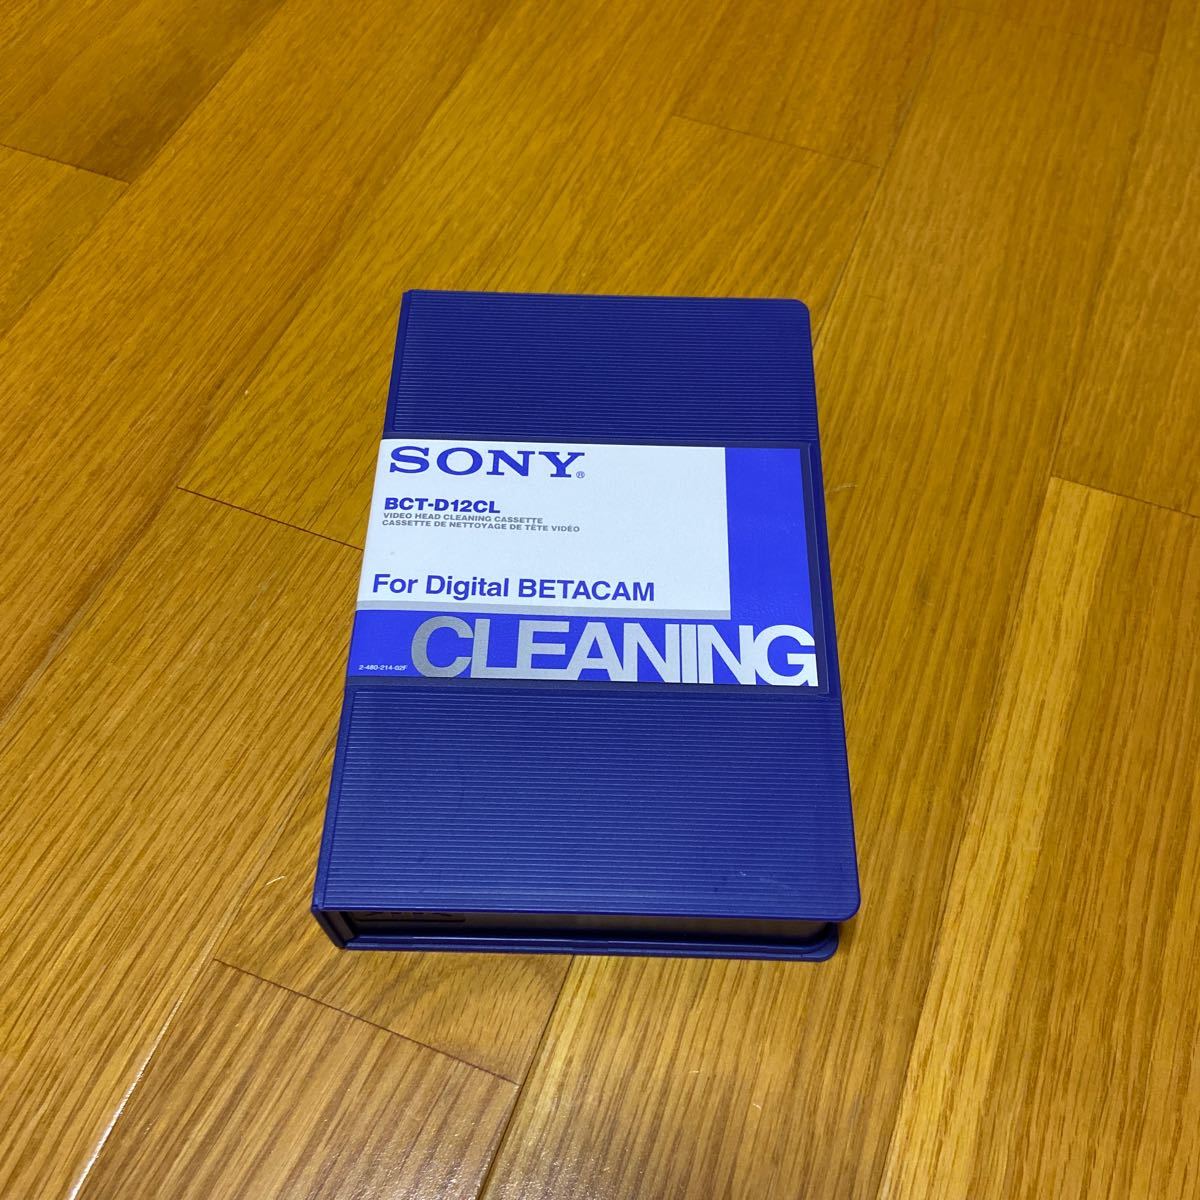 SONY®
BCT-D12CL
VIDEO HEAD CLEANING CASSETTE
CASSETTE DE NETTOYAGE DE TÊTE VIDÉO
For Digital BETACAM
CLEANING
2-480-214-02F